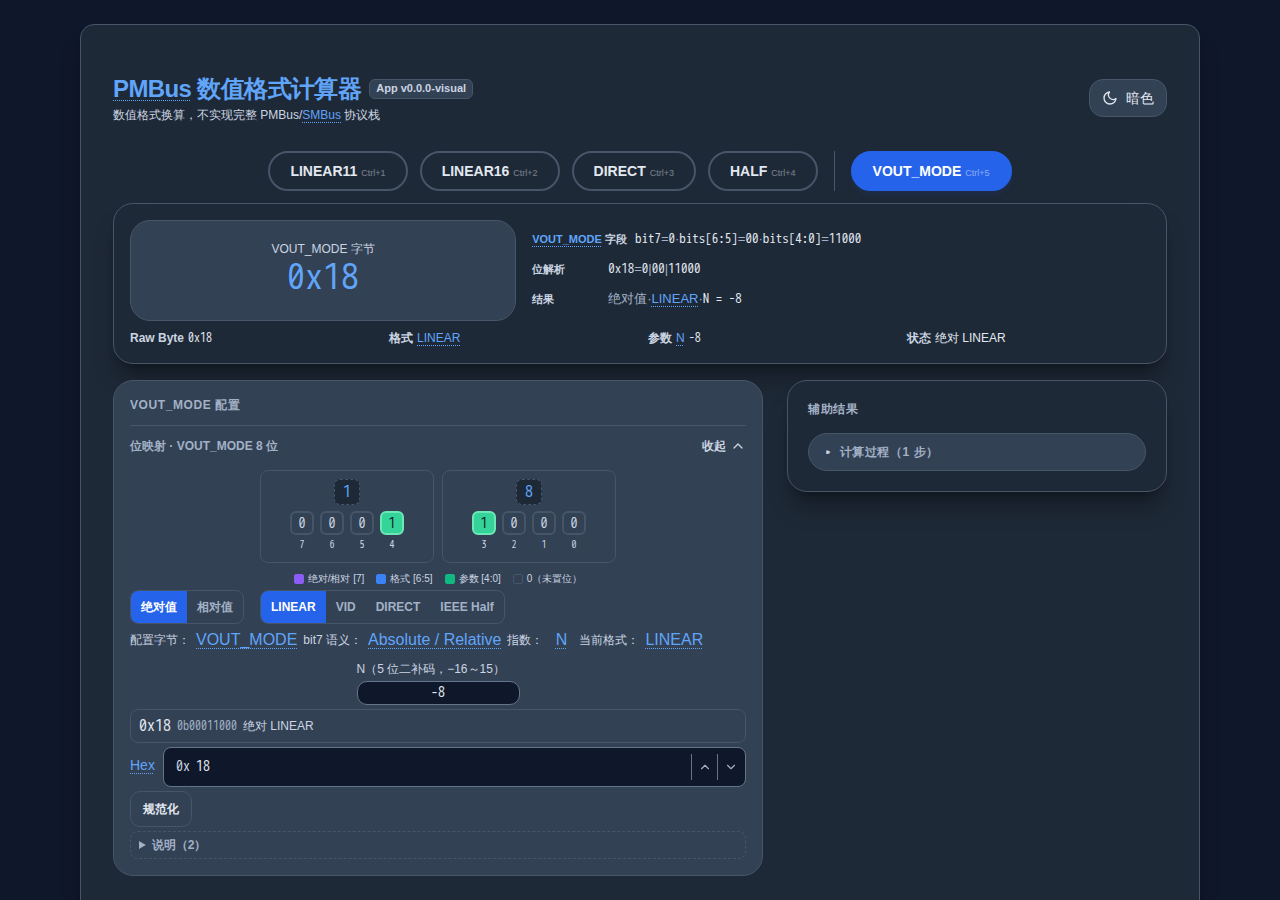 PMBus 数值格式计算器 App v0.0.0-visual
数值格式换算，不实现完整 PMBus/SMBus 协议栈
暗色
LINEAR11 Ctrl+1 LINEAR16 Ctrl+2 DIRECT Ctrl+3 HALF Ctrl+4 VOUT_MODE Ctrl+5
VOUT_MODE 字节
0x18
VOUT_MODE 字段 bit7=0·bits[6:5]=00·bits[4:0]=11000
位解析 0x18=0|00|11000
结果 绝对值·LINEAR·N = -8
Raw Byte 0x18 格式 LINEAR 参数 N -8 状态 绝对 LINEAR
VOUT_MODE 配置
位映射 · VOUT_MODE 8 位 收起
1 8
0 0 0 1 1 0 0 0
7 6 5 4 3 2 1 0
绝对/相对 [7] 格式 [6:5] 参数 [4:0] 0（未置位）
绝对值 相对值 LINEAR VID DIRECT IEEE Half
配置字节： VOUT_MODE bit7 语义： Absolute / Relative 指数： N 当前格式： LINEAR
N（5 位二补码，−16～15）
-8
0x18 0b00011000 绝对 LINEAR
Hex 0x 18
规范化
▶ 说明（2）
辅助结果
▸ 计算过程（1 步）